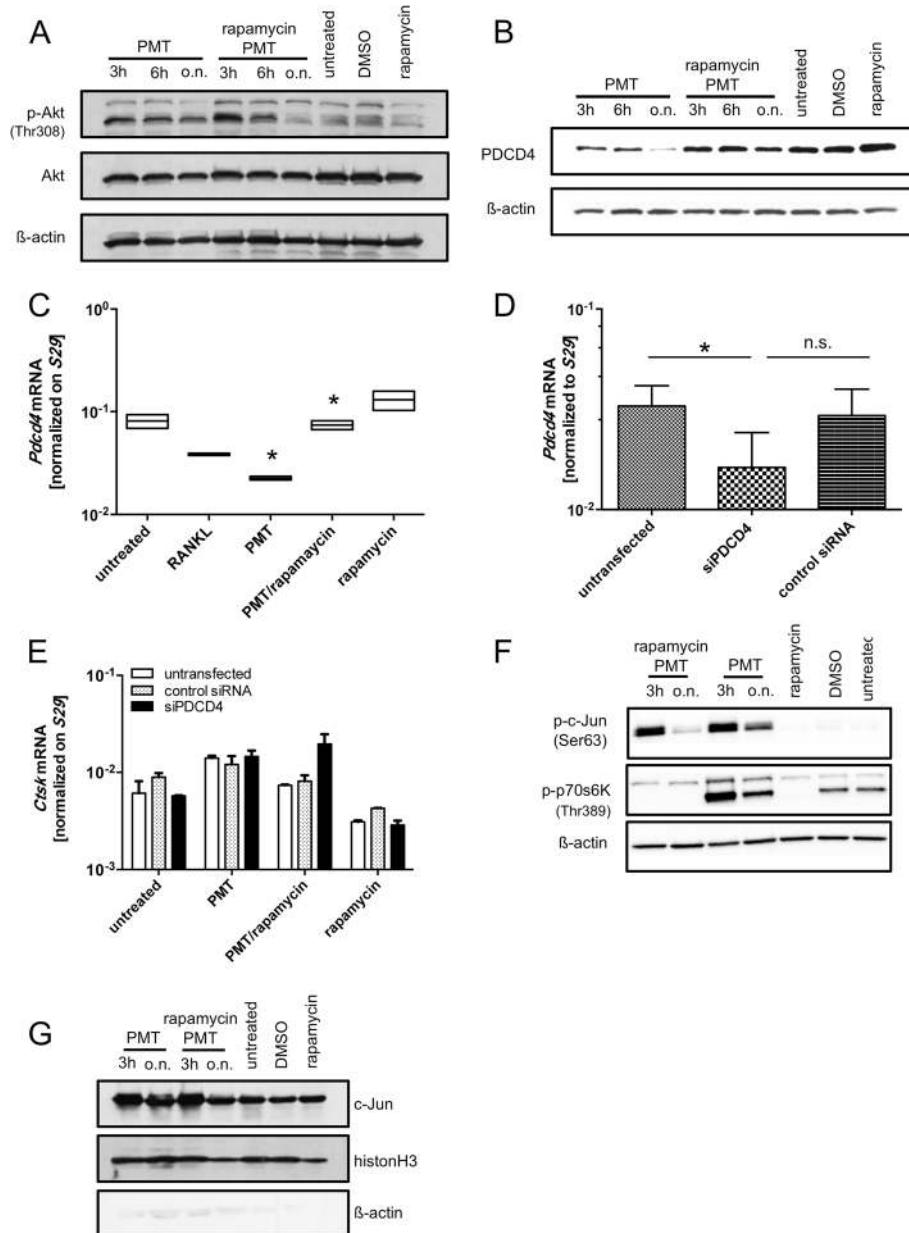 A
PMT
rapamycin
PMT
untreated
DMSO
rapamycin
3h 6h o.n. 3h 6h o.n.
p-Akt
(Thr308)
Akt
ß-actin
B
PMT
rapamycin
PMT
untreated
DMSO
rapamycin
3h 6h o.n. 3h 6h o.n.
PDCD4
ß-actin
C
Pdcd4 mRNA
[normalized on S29]
10^0
10^-1
10^-2
*
*
untreated
RANKL
PMT
PMT/rapamaycin
rapamycin
D
Pdcd4 mRNA
[normalized to S29]
10^-1
10^-2
*
n.s.
untransfected
siPDCD4
control siRNA
E
Ctsk mRNA
[normalized on S29]
10^-1
10^-2
10^-3
untransfected
control siRNA
siPDCD4
untreated
PMT
PMT/rapamycin
rapamycin
F
rapamycin
PMT
PMT
rapamycin
DMSO
untreated
3h o.n. 3h o.n.
p-c-Jun
(Ser63)
p-p70s6K
(Thr389)
ß-actin
G
PMT
rapamycin
PMT
untreated
DMSO
rapamycin
3h o.n. 3h o.n.
c-Jun
histonH3
ß-actin